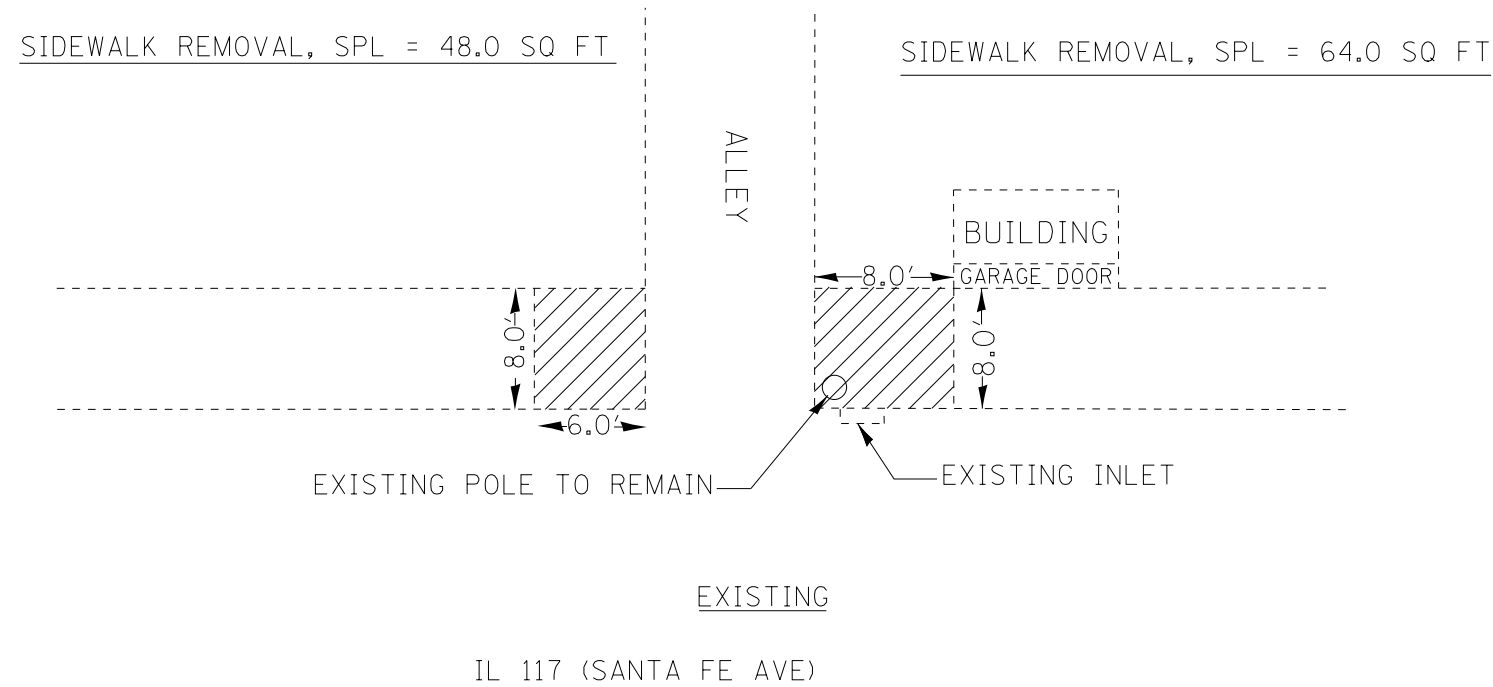 SIDEWALK REMOVAL, SPL = 48.0 SQ FT
SIDEWALK REMOVAL, SPL = 64.0 SQ FT
ALLEY
BUILDING
GARAGE DOOR
8.0'
8.0'
8.0'
6.0'
EXISTING POLE TO REMAIN
EXISTING INLET
EXISTING
IL 117 (SANTA FE AVE)